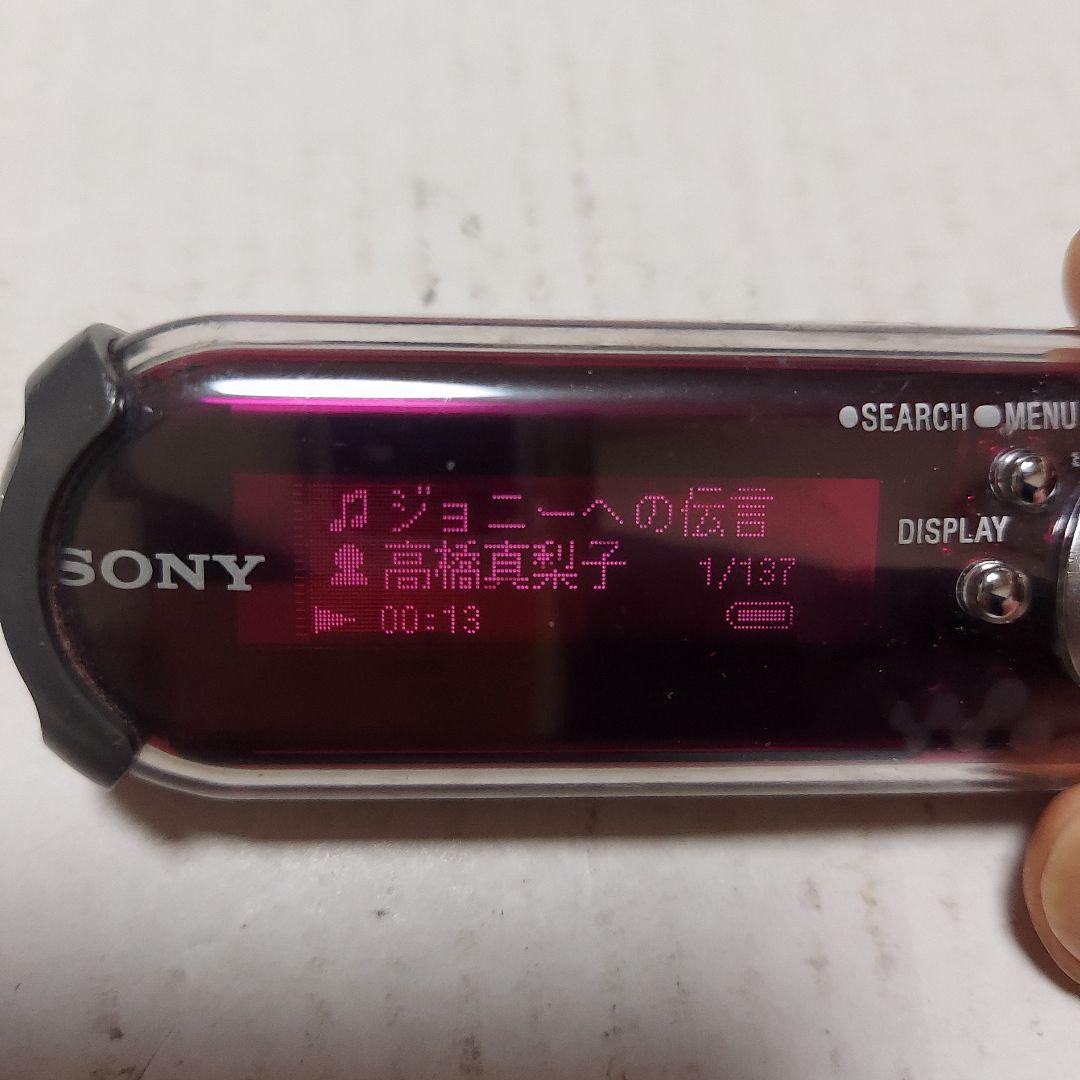 SEARCH MENU
ジョニーへの伝言
DISPLAY
SONY
高橋真梨子 1/137
00:13